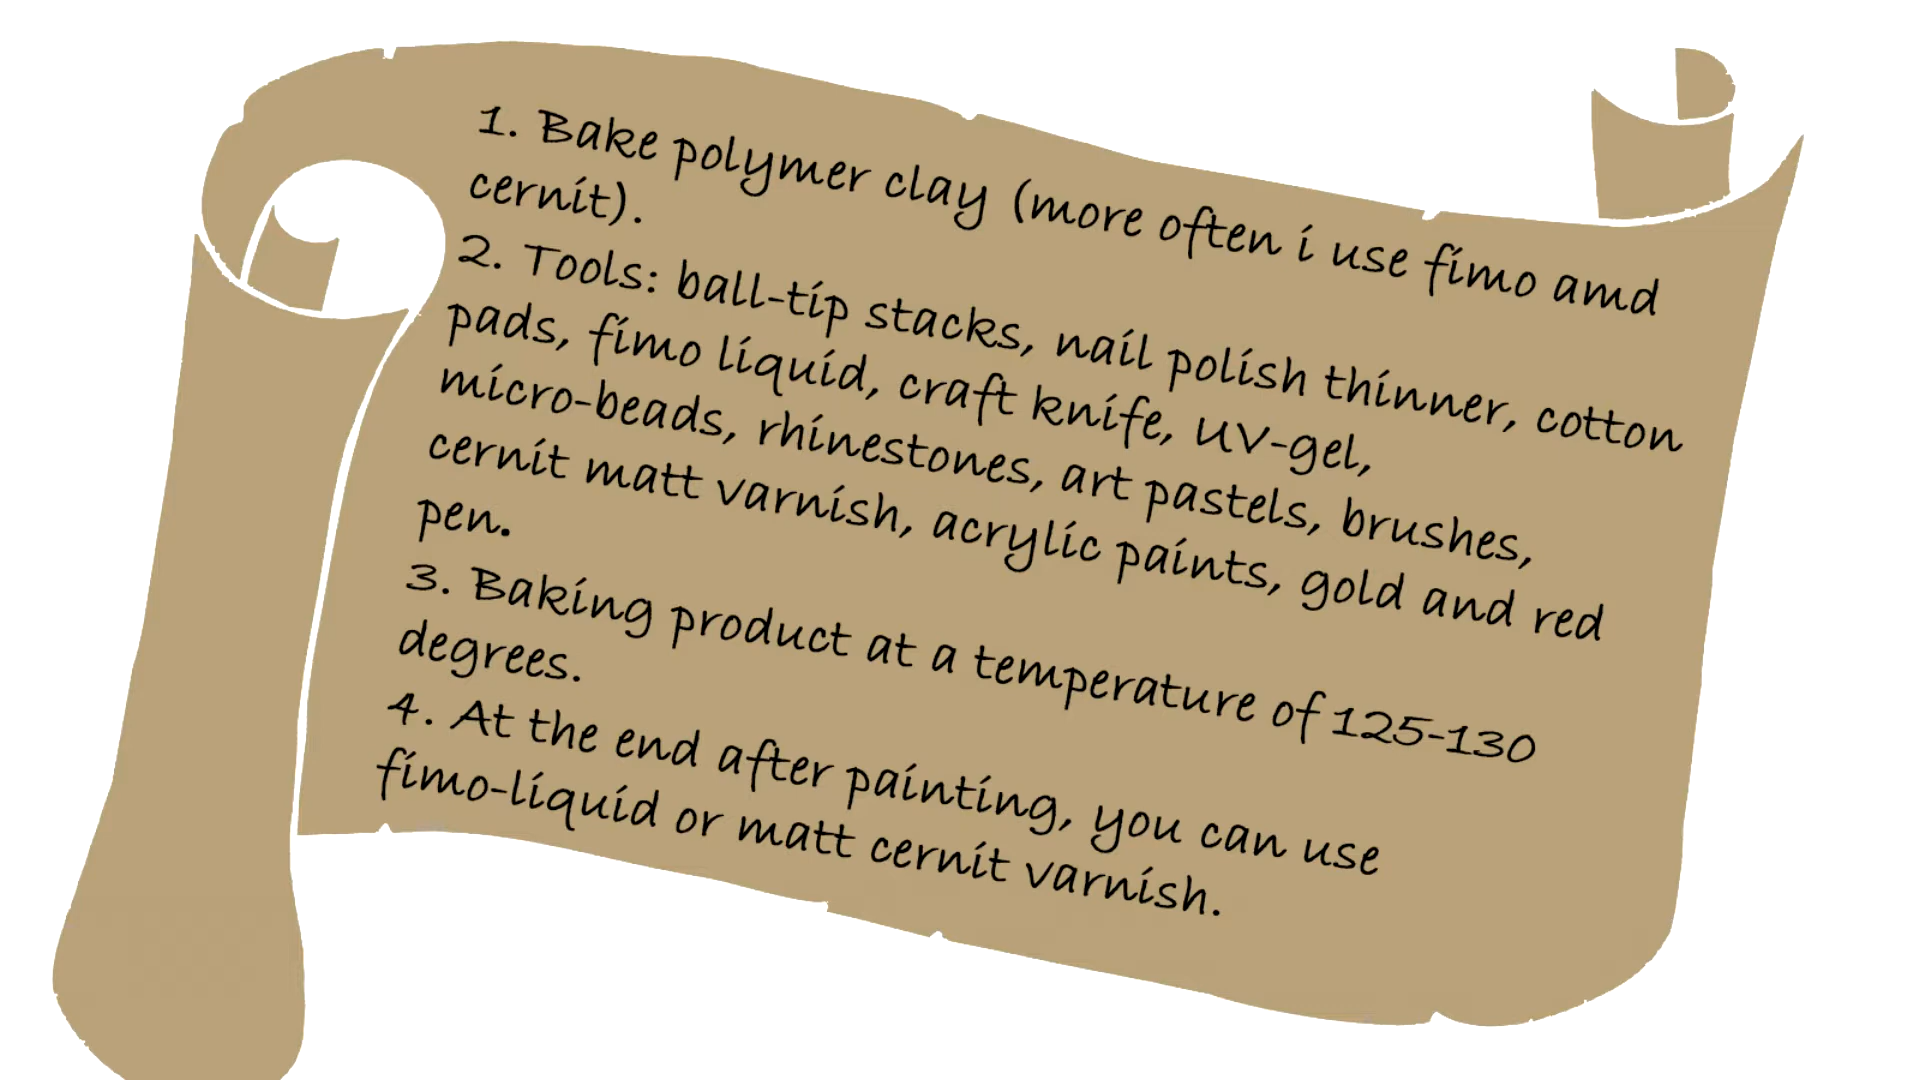 1. Bake polymer clay (more often i use fimo amd
cernit).
2. Tools: ball-tip stacks, nail polish thinner, cotton
pads, fimo liquid, craft knife, UV-gel,
micro-beads, rhinestones, art pastels, brushes,
cernit matt varnish, acrylic paints, gold and red
pen.
3. Baking product at a temperature of 125-130
degrees.
4. At the end after painting, you can use
fimo-liquid or matt cernit varnish.